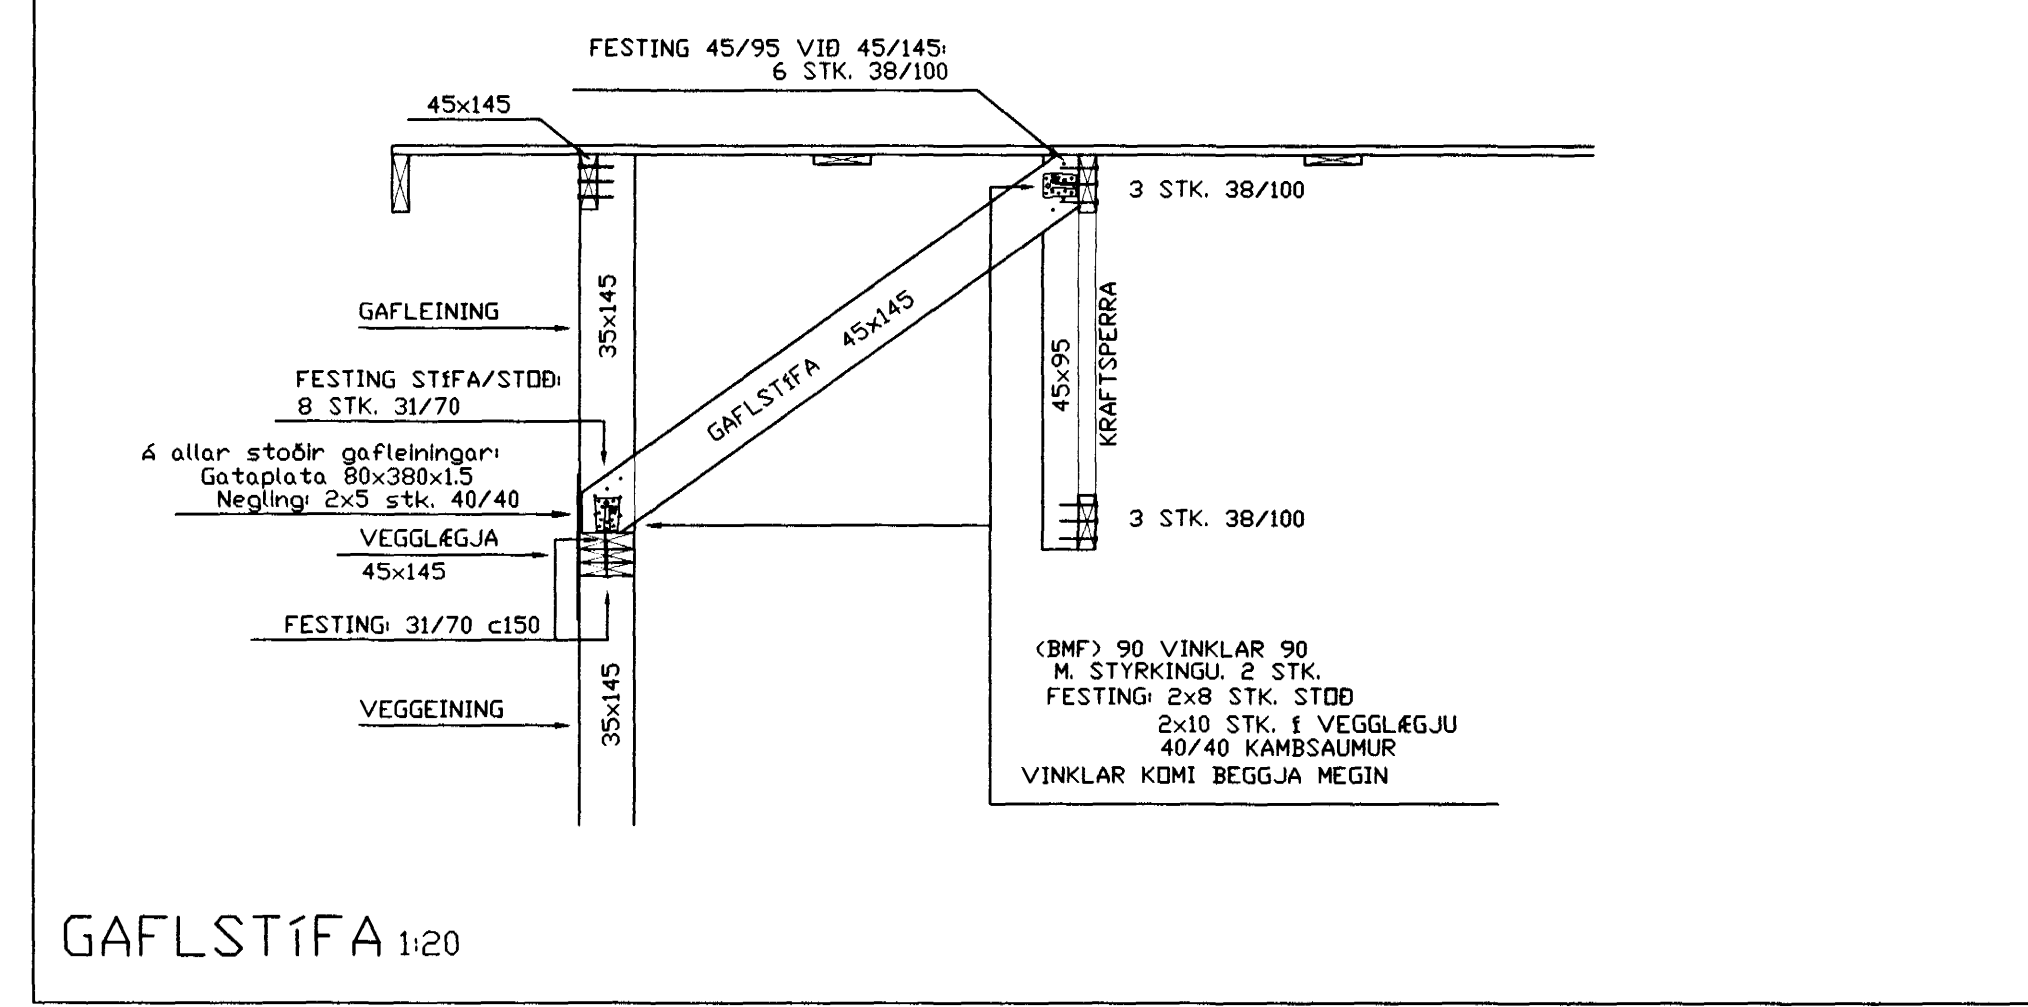 FESTING 45/95 VIÐ 45/145:
6 STK. 38/100
45x145
3 STK. 38/100
GAFLEINING
35x145
GAFLSTÍFA 45x145
45x95
KRAFTSPERRA
FESTING STÍFA/STOÐ:
8 STK. 31/70
Á allar stoðir gafleiningar:
Gataplata 80x380x1.5
Negling: 2x5 stk. 40/40
VEGGLÆGJA
45x145
3 STK. 38/100
FESTING: 31/70 c150
35x145
VEGGEINING
(BMF) 90 VINKLAR 90
M. STYRKINGU. 2 STK.
FESTING: 2x8 STK. STOÐ
2x10 STK. Í VEGGLÆGJU
40/40 KAMBSAUMUR
VINKLAR KOMI BEGGJA MEGIN
GAFLSTÍFA 1:20